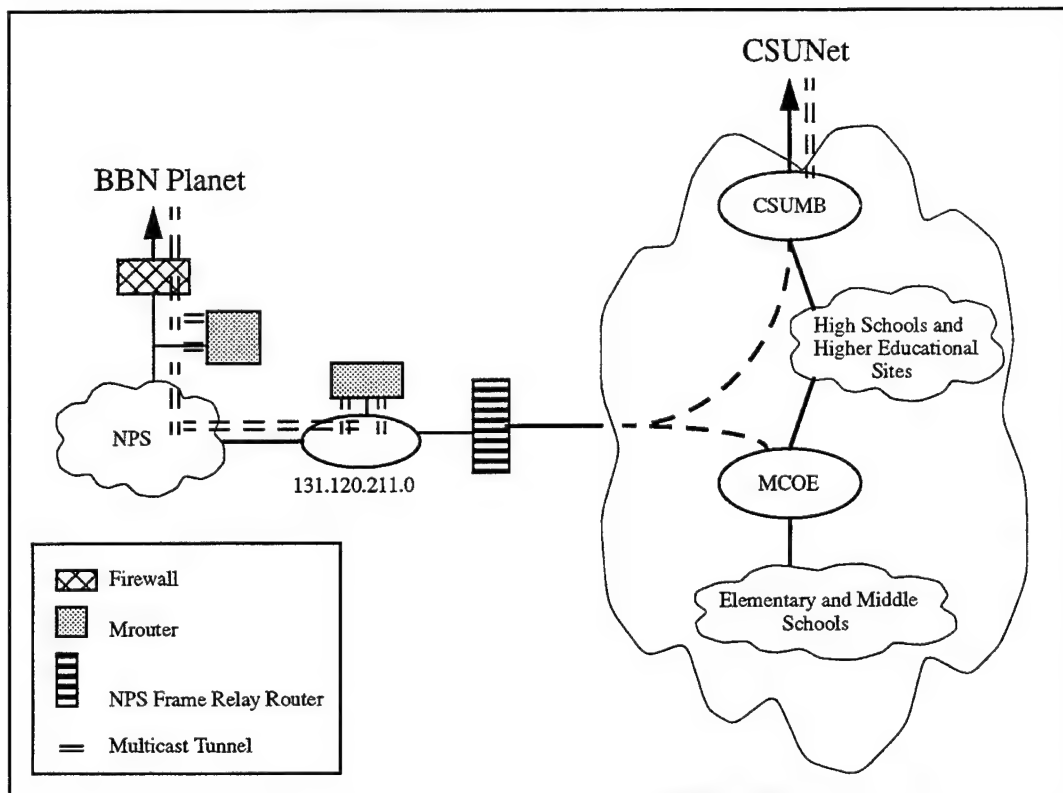 CSUNet
BBN Planet
CSUMB
High Schools and
Higher Educational
Sites
NPS
131.120.211.0
MCOE
Elementary and Middle
Schools
Firewall
Mrouter
NPS Frame Relay Router
Multicast Tunnel